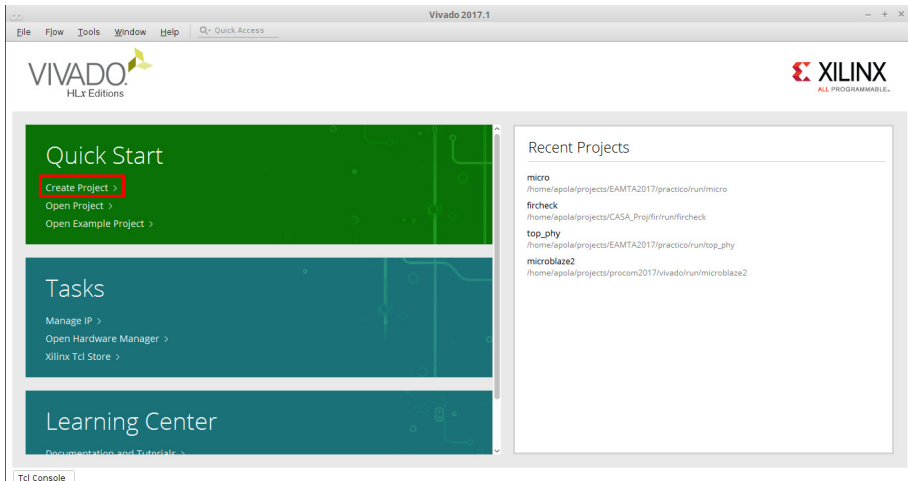 Vivado 2017.1
File Flow Tools Window Help Quick Access
VIVADO.
HLx Editions
XILINX
ALL PROGRAMMABLE.
Quick Start
Create Project >
Open Project >
Open Example Project >
Tasks
Manage IP >
Open Hardware Manager >
Xilinx Tcl Store >
Learning Center
Documentation and Tutorials >
Recent Projects
micro
/home/apola/projects/EAMTA2017/practico/run/micro
fircheck
/home/apola/projects/CASA_Proj/fir/run/fircheck
top_phy
/home/apola/projects/EAMTA2017/practico/run/top_phy
microblaze2
/home/apola/projects/procom2017/vivado/run/microblaze2
Tcl Console